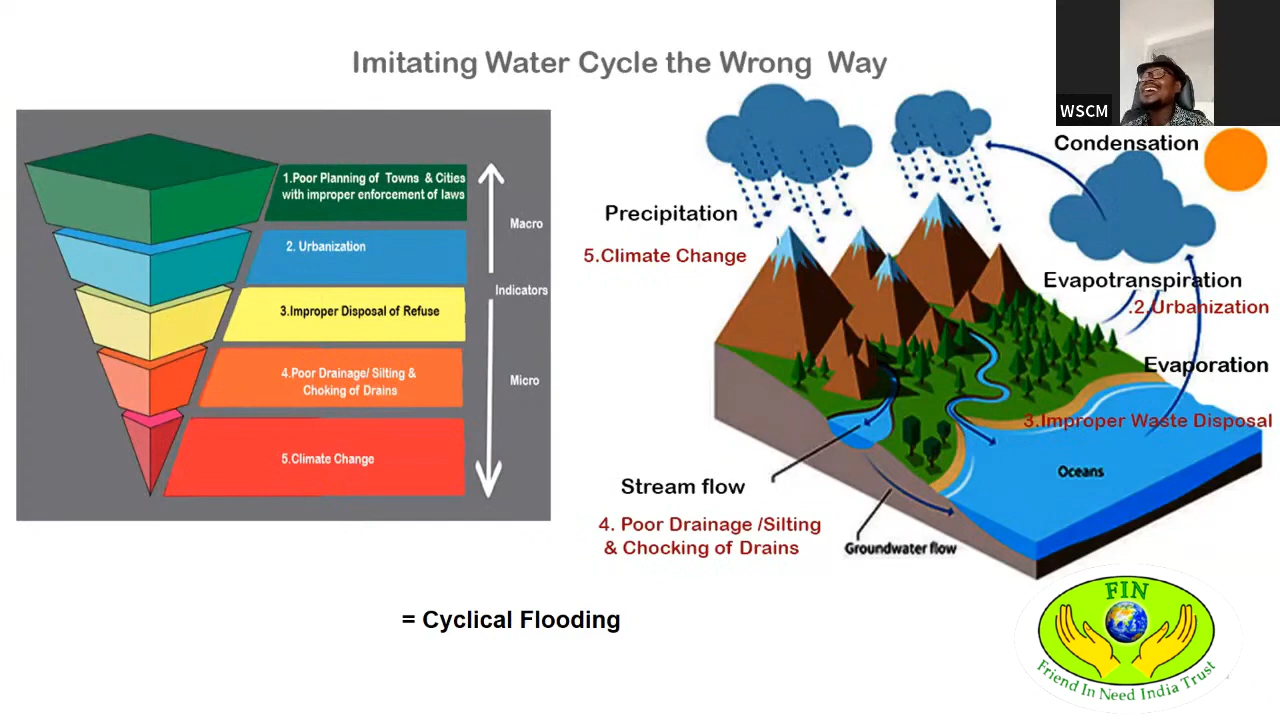 Imitating Water Cycle the Wrong Way
WSCM
1.Poor Planning of Towns & Cities
with improper enforcement of laws
2. Urbanization
3.Improper Disposal of Refuse
4.Poor Drainage/ Silting &
Choking of Drains
5.Climate Change
Macro
Indicators
Micro
Condensation
Precipitation
5.Climate Change
Evapotranspiration
.2.Urbanization
Evaporation
3.Improper Waste Disposal
Oceans
Stream flow
4. Poor Drainage /Silting
& Chocking of Drains
Groundwater flow
= Cyclical Flooding
FIN
Friend In Need India Trust